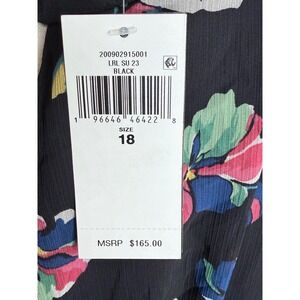 200902915001
LRL SU 23
BLACK
1 96646 46422 8
SIZE
18
MSRP $165.00